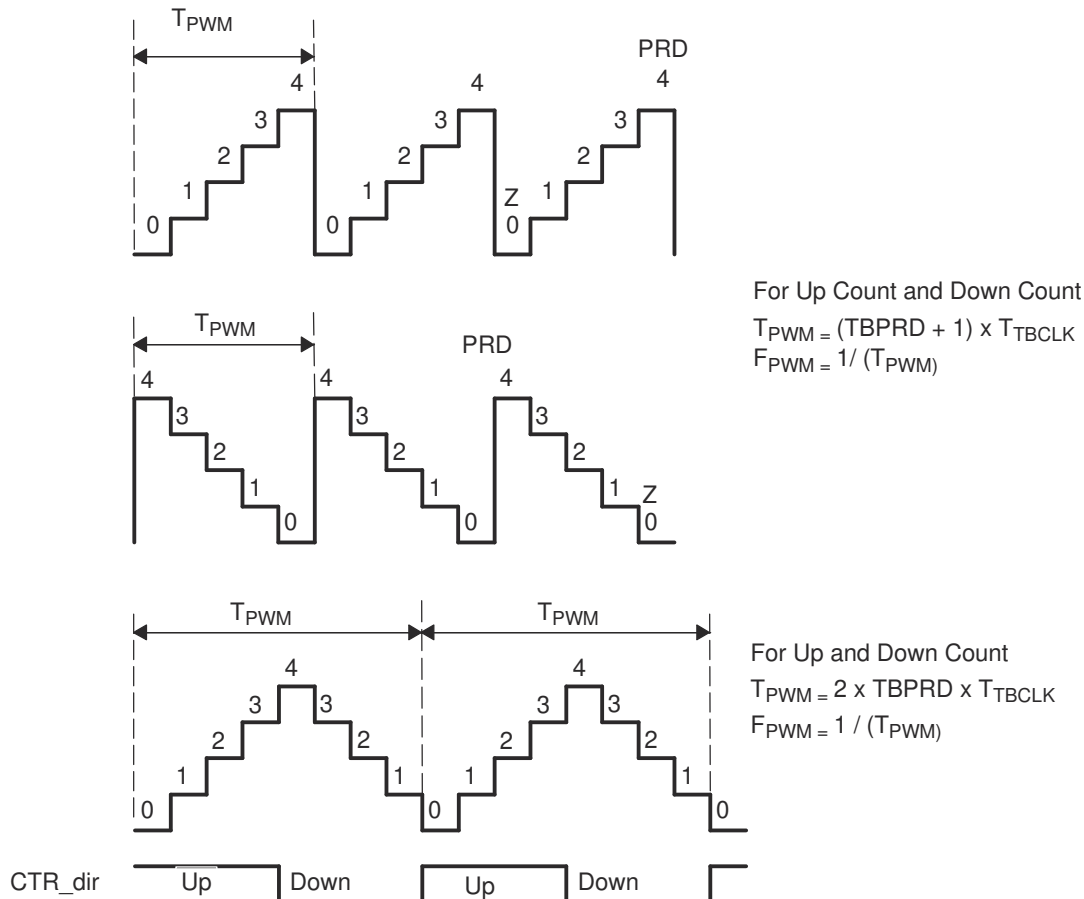 T_PWM
PRD
4 4 4
3 3 3
2 2 2
1 1 Z 1
0 0 0
For Up Count and Down Count
T_PWM = (TBPRD + 1) x T_TBCLK
F_PWM = 1/ (T_PWM)
T_PWM
PRD
4 4 4
3 3 3
2 2 2
1 1 1 Z
0 0 0
T_PWM T_PWM
For Up and Down Count
T_PWM = 2 x TBPRD x T_TBCLK
F_PWM = 1 / (T_PWM)
4 4
3 3 3 3
2 2 2 2
1 1 1 1
0 0 0
CTR_dir Up Down Up Down